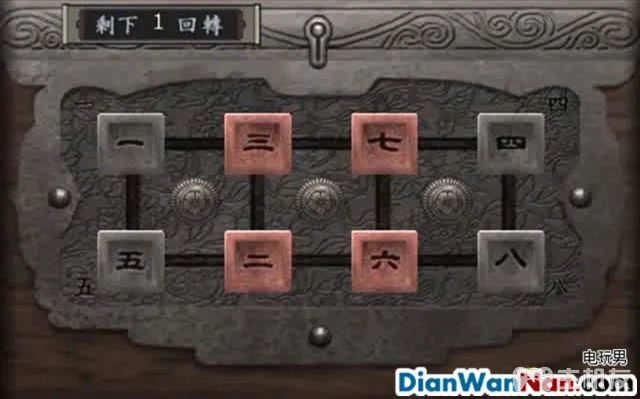 剩下 1 回轉
一 四
一 三 七 四
五 二 六 八
五 八
电玩男
DianWanNan.com